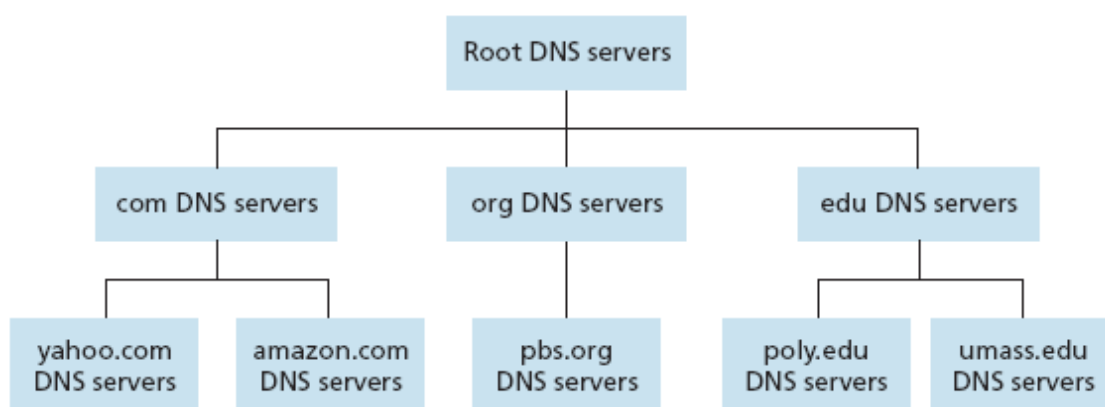 Root DNS servers
com DNS servers
org DNS servers
edu DNS servers
yahoo.com
DNS servers
amazon.com
DNS servers
pbs.org
DNS servers
poly.edu
DNS servers
umass.edu
DNS servers